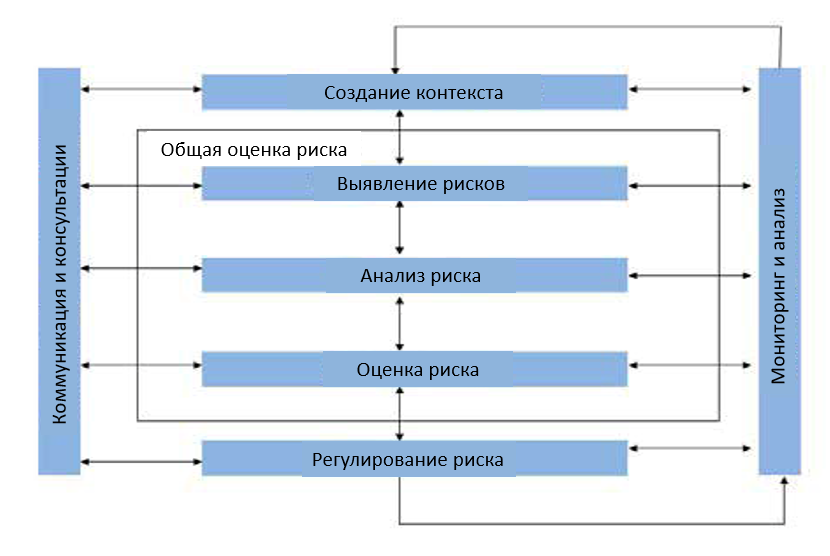 Создание контекста
Общая оценка риска
Выявление рисков
Анализ риска
Оценка риска
Регулирование риска
Коммуникация и консультации
Мониторинг и анализ